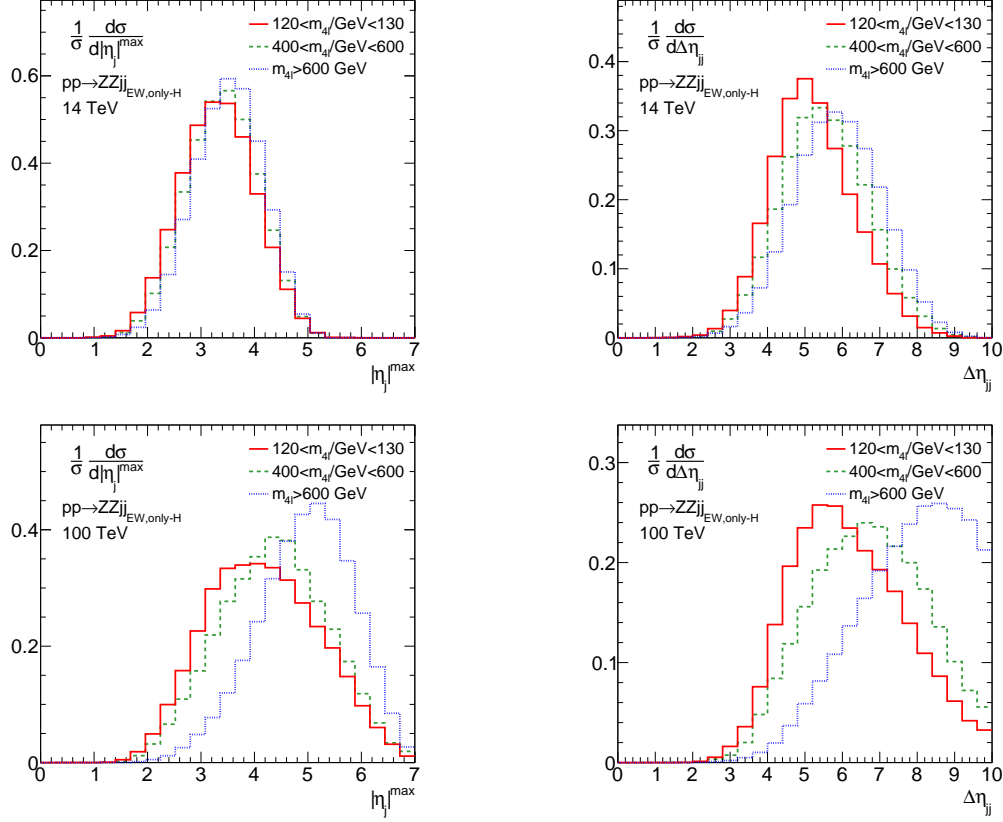 1/σ dσ/d|η_j|^max
120<m_4l/GeV<130
400<m_4l/GeV<600
m_4l>600 GeV
pp→ZZjj_EW,only-H
14 TeV
0.6
0.4
0.2
0
0 1 2 3 4 5 6 7
|η_j|^max
1/σ dσ/dΔη_jj
120<m_4l/GeV<130
400<m_4l/GeV<600
m_4l>600 GeV
pp→ZZjj_EW,only-H
14 TeV
0.4
0.3
0.2
0.1
0
0 1 2 3 4 5 6 7 8 9 10
Δη_jj
1/σ dσ/d|η_j|^max
120<m_4l/GeV<130
400<m_4l/GeV<600
m_4l>600 GeV
pp→ZZjj_EW,only-H
100 TeV
0.4
0.2
0
0 1 2 3 4 5 6 7
|η_j|^max
1/σ dσ/dΔη_jj
120<m_4l/GeV<130
400<m_4l/GeV<600
m_4l>600 GeV
pp→ZZjj_EW,only-H
100 TeV
0.3
0.2
0.1
0
0 1 2 3 4 5 6 7 8 9 10
Δη_jj